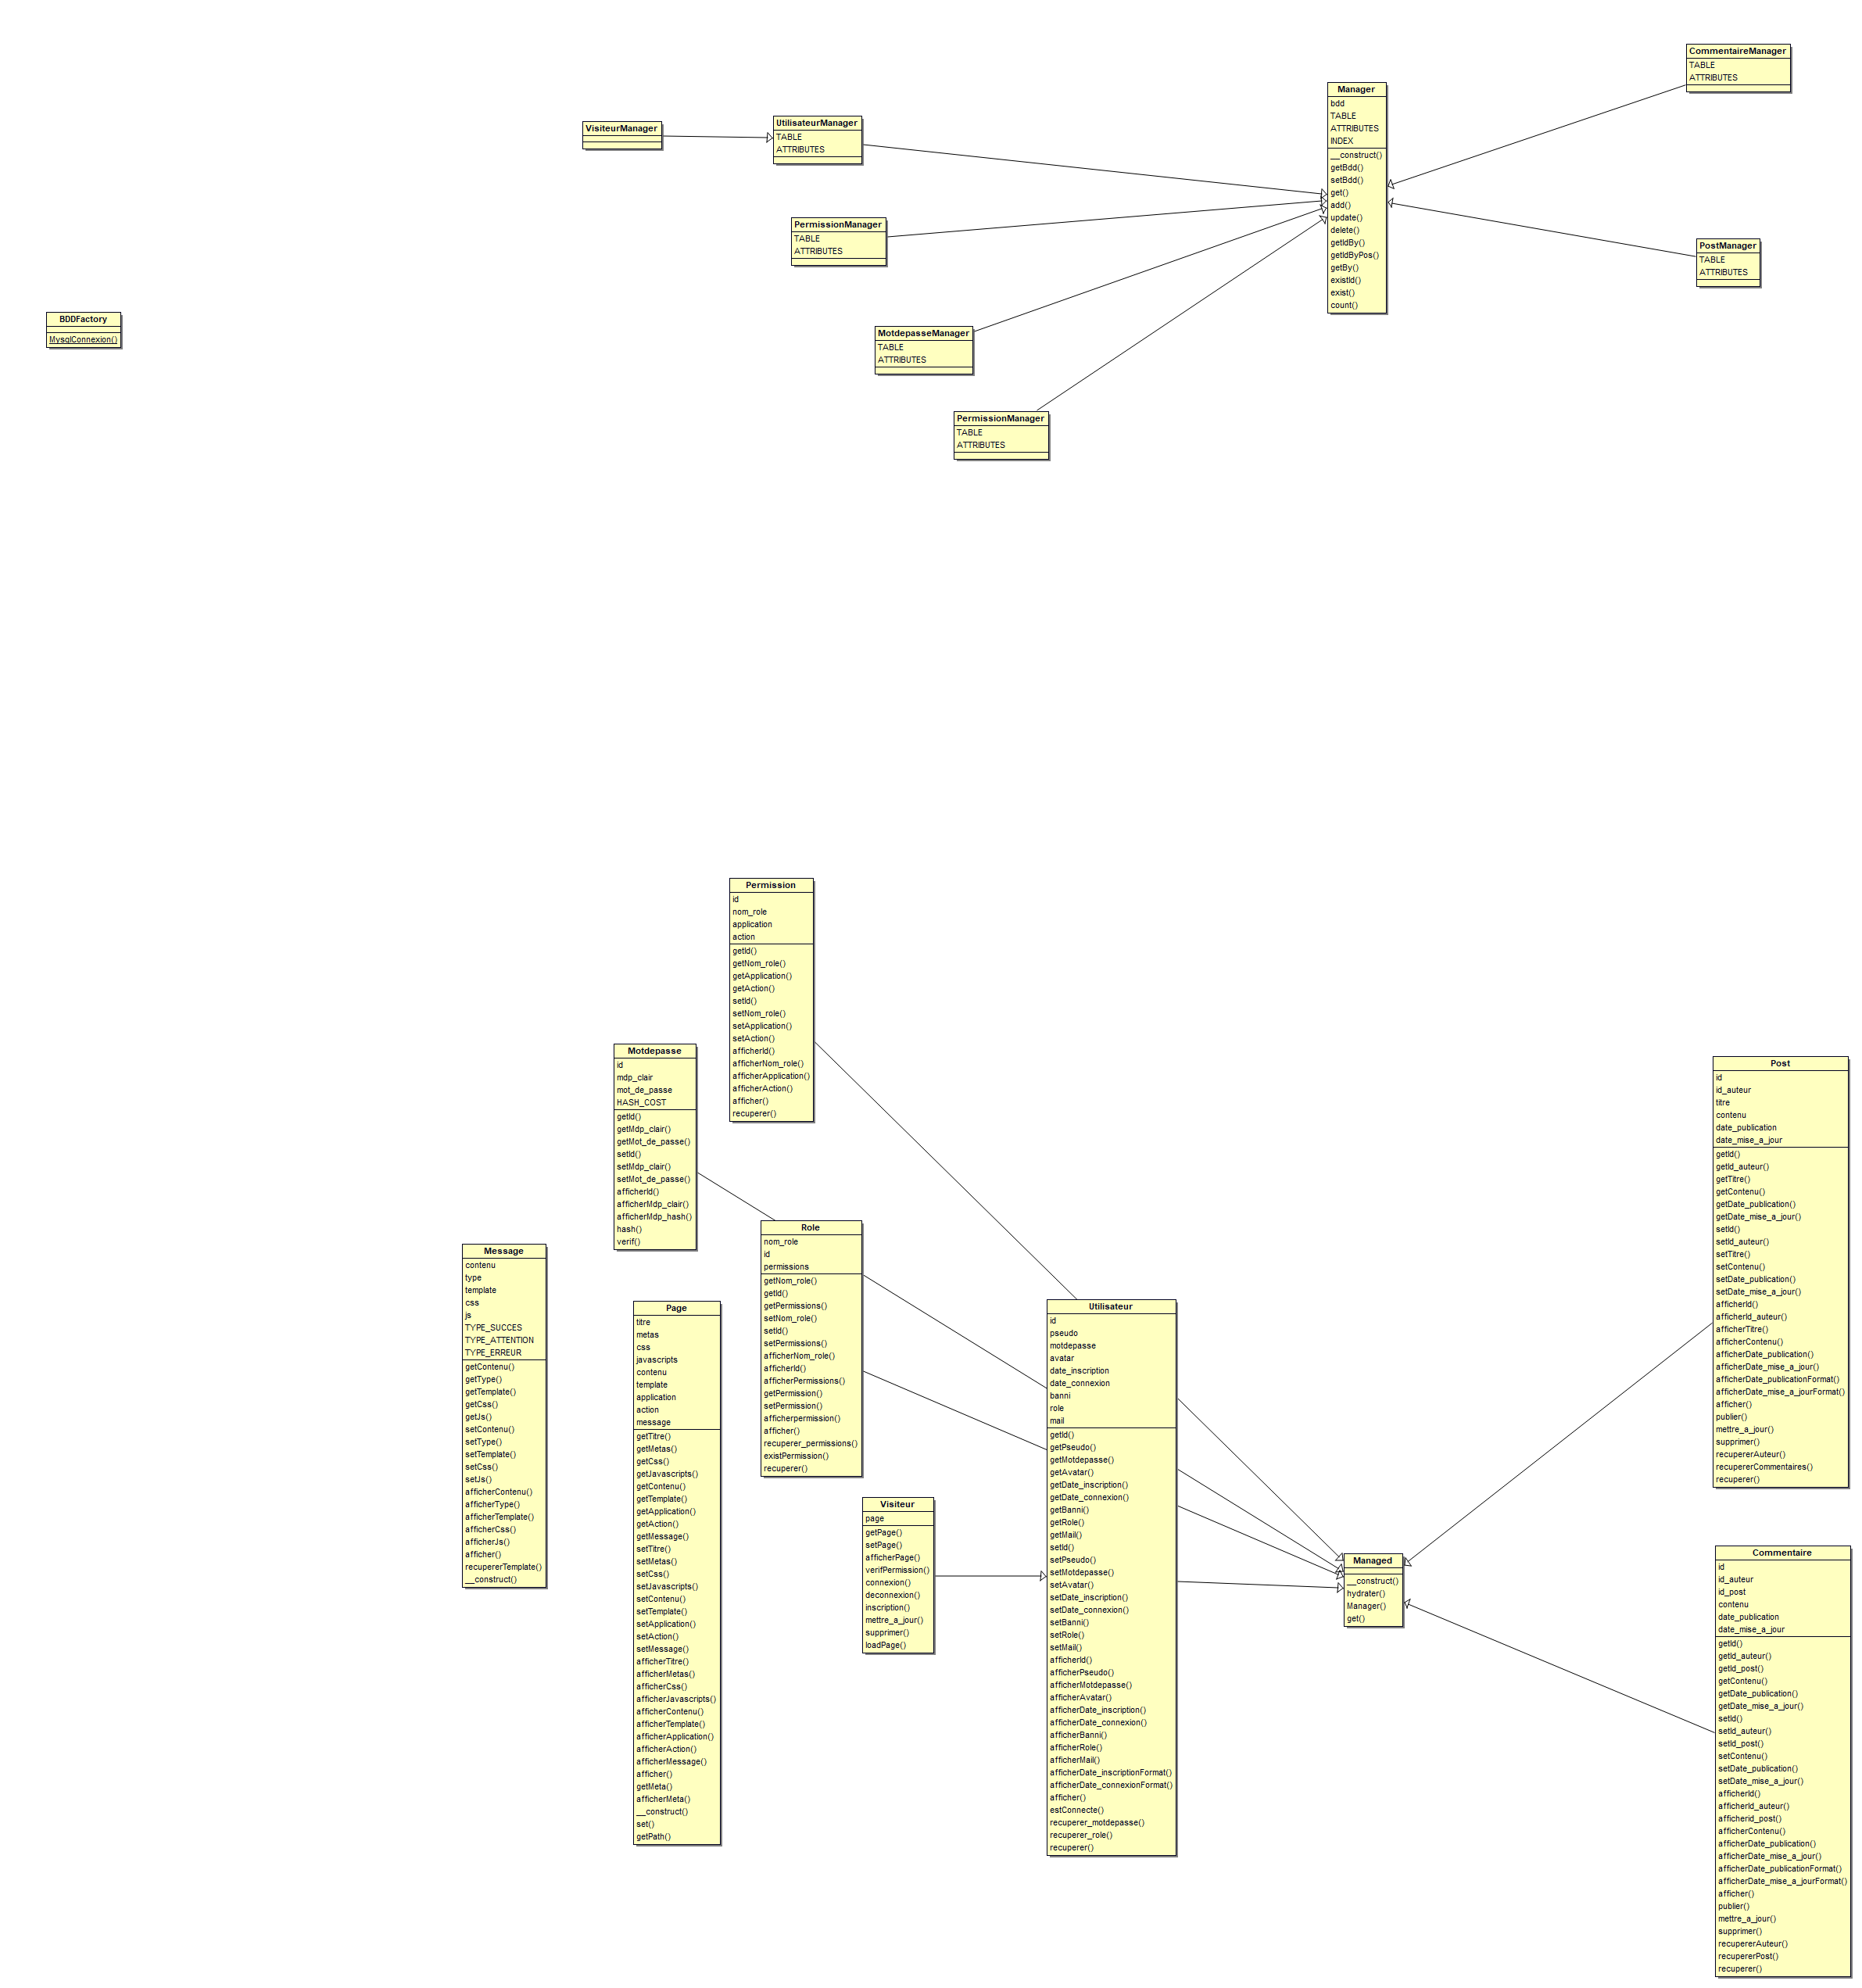 CommentaireManager
TABLE
ATTRIBUTES
Manager
bdd
TABLE
ATTRIBUTES
INDEX
__construct()
getBdd()
setBdd()
get()
add()
update()
delete()
getIdBy()
getIdByPos()
getBy()
existId()
exist()
count()
VisiteurManager
UtilisateurManager
TABLE
ATTRIBUTES
PermissionManager
TABLE
ATTRIBUTES
PostManager
TABLE
ATTRIBUTES
BDDFactory
MysqlConnexion()
MotdepasseManager
TABLE
ATTRIBUTES
PermissionManager
TABLE
ATTRIBUTES
Permission
id
nom_role
application
action
getId()
getNom_role()
getApplication()
getAction()
setId()
setNom_role()
setApplication()
setAction()
afficherId()
afficherNom_role()
afficherApplication()
afficherAction()
afficher()
recuperer()
Motdepasse
id
mdp_clair
mot_de_passe
HASH_COST
getId()
getMdp_clair()
getMot_de_passe()
setId()
setMdp_clair()
setMot_de_passe()
afficherId()
afficherMdp_clair()
afficherMdp_hash()
hash()
verif()
Post
id
id_auteur
titre
contenu
date_publication
date_mise_a_jour
getId()
getId_auteur()
getTitre()
getContenu()
getDate_publication()
getDate_mise_a_jour()
setId()
setId_auteur()
setTitre()
setContenu()
setDate_publication()
setDate_mise_a_jour()
afficherId()
afficherId_auteur()
afficherTitre()
afficherContenu()
afficherDate_publication()
afficherDate_mise_a_jour()
afficherDate_publicationFormat()
afficherDate_mise_a_jourFormat()
afficher()
publier()
mettre_a_jour()
supprimer()
recupererAuteur()
recupererCommentaires()
recuperer()
Role
nom_role
id
permissions
getNom_role()
getId()
getPermissions()
setNom_role()
setId()
setPermissions()
afficherNom_role()
afficherId()
afficherPermissions()
getPermission()
setPermission()
afficherpermission()
afficher()
recuperer_permissions()
existPermission()
recuperer()
Message
contenu
type
template
css
js
TYPE_SUCCES
TYPE_ATTENTION
TYPE_ERREUR
getContenu()
getType()
getTemplate()
getCss()
getJs()
setContenu()
setType()
setTemplate()
setCss()
setJs()
afficherContenu()
afficherType()
afficherTemplate()
afficherCss()
afficherJs()
afficher()
recupererTemplate()
__construct()
Page
titre
metas
css
javascripts
contenu
template
application
action
message
getTitre()
getMetas()
getCss()
getJavascripts()
getContenu()
getTemplate()
getApplication()
getAction()
getMessage()
setTitre()
setMetas()
setCss()
setJavascripts()
setContenu()
setTemplate()
setApplication()
setAction()
setMessage()
afficherTitre()
afficherMetas()
afficherCss()
afficherJavascripts()
afficherContenu()
afficherTemplate()
afficherApplication()
afficherAction()
afficherMessage()
afficher()
getMeta()
afficherMeta()
__construct()
set()
getPath()
Utilisateur
id
pseudo
motdepasse
avatar
date_inscription
date_connexion
banni
role
mail
getId()
getPseudo()
getMotdepasse()
getAvatar()
getDate_inscription()
getDate_connexion()
getBanni()
getRole()
getMail()
setId()
setPseudo()
setMotdepasse()
setAvatar()
setDate_inscription()
setDate_connexion()
setBanni()
setRole()
setMail()
afficherId()
afficherPseudo()
afficherMotdepasse()
afficherAvatar()
afficherDate_inscription()
afficherDate_connexion()
afficherBanni()
afficherRole()
afficherMail()
afficherDate_inscriptionFormat()
afficherDate_connexionFormat()
afficher()
estConnecte()
recuperer_motdepasse()
recuperer_role()
recuperer()
Visiteur
page
getPage()
setPage()
afficherPage()
verifPermission()
connexion()
deconnexion()
inscription()
mettre_a_jour()
supprimer()
loadPage()
Managed
__construct()
hydrater()
Manager()
get()
Commentaire
id
id_auteur
id_post
contenu
date_publication
date_mise_a_jour
getId()
getId_auteur()
getId_post()
getContenu()
getDate_publication()
getDate_mise_a_jour()
setId()
setId_auteur()
setId_post()
setContenu()
setDate_publication()
setDate_mise_a_jour()
afficherId()
afficherId_auteur()
afficherid_post()
afficherContenu()
afficherDate_publication()
afficherDate_mise_a_jour()
afficherDate_publicationFormat()
afficherDate_mise_a_jourFormat()
afficher()
publier()
mettre_a_jour()
supprimer()
recupererAuteur()
recupererPost()
recuperer()